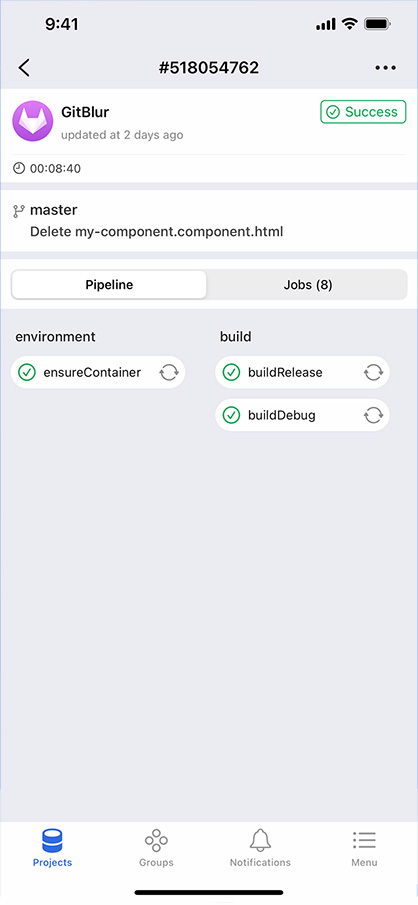 9:41
#518054762
GitBlur
Success
updated at 2 days ago
00:08:40
master
Delete my-component.component.html
Pipeline
Jobs (8)
environment
build
ensureContainer
buildRelease
buildDebug
Projects
Groups
Notifications
Menu